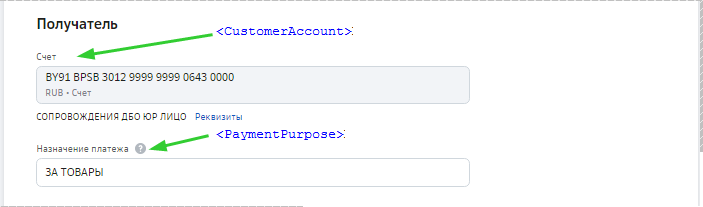 Получатель
<CustomerAccount>
Счет
BY91 BPSB 3012 9999 9999 0643 0000
RUB • Счет
СОПРОВОЖДЕНИЯ ДБО ЮР ЛИЦО Реквизиты
<PaymentPurpose>
Назначение платежа ?
ЗА ТОВАРЫ